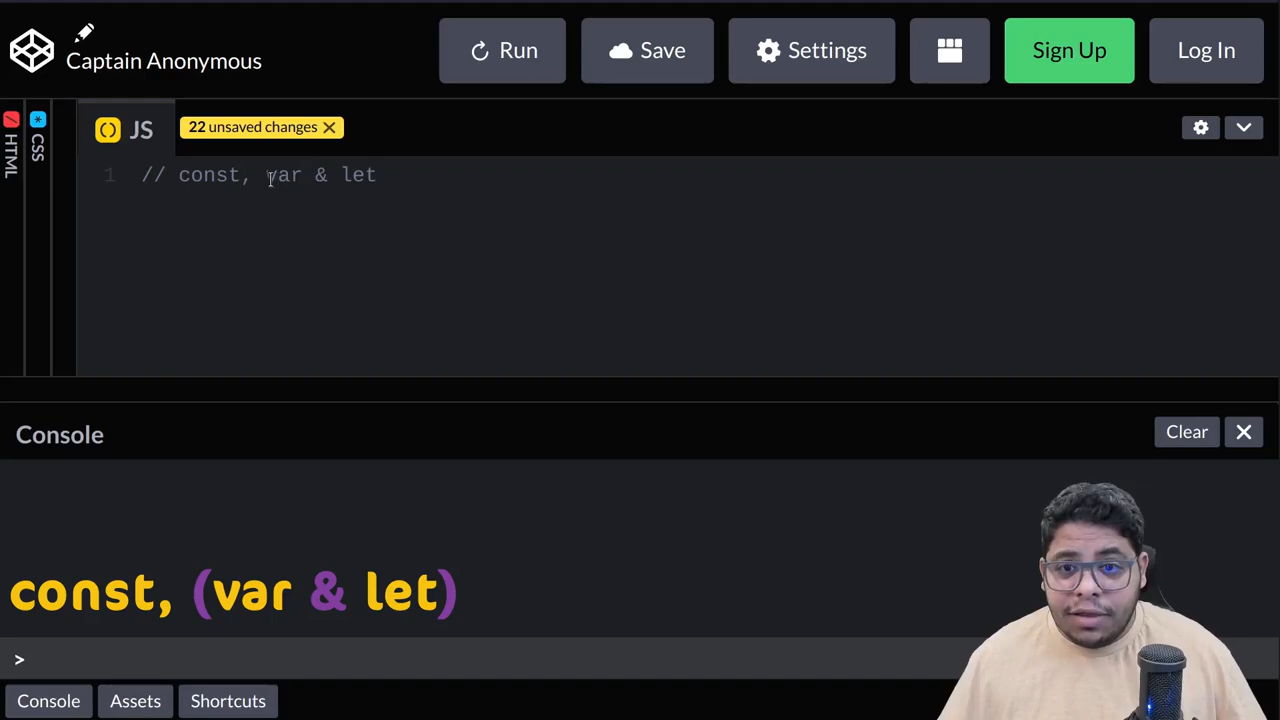 Captain Anonymous
Run
Save
Settings
Sign Up
Log In
HTML
CSS
JS
22 unsaved changes
1 // const, var & let
Console
Clear
const, (var & let)
>
Console
Assets
Shortcuts